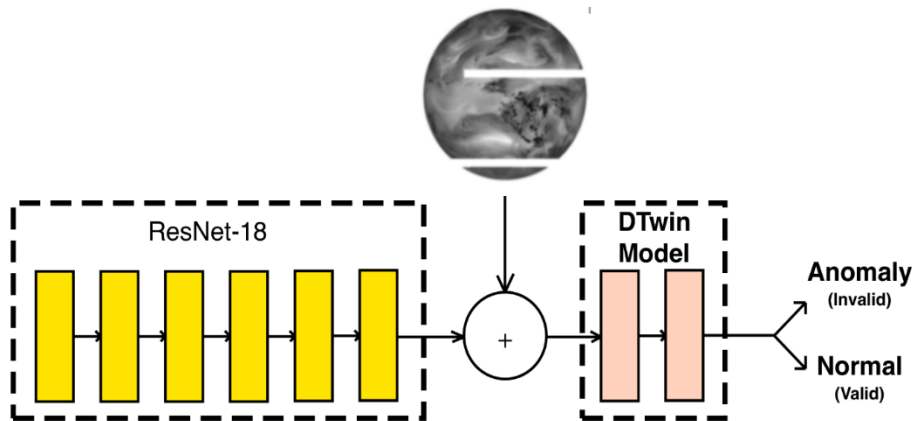 ResNet-18
+
DTwin
Model
Anomaly
(Invalid)
Normal
(Valid)